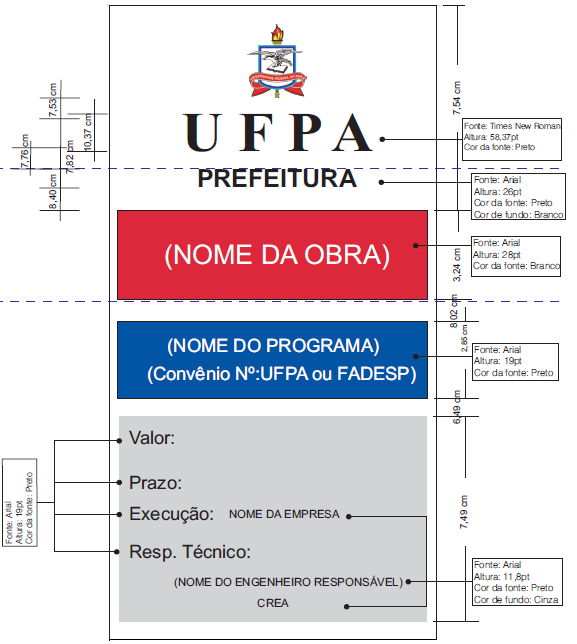 U F P A
PREFEITURA
(NOME DA OBRA)
(NOME DO PROGRAMA)
(Convênio Nº:UFPA ou FADESP)
Valor:
Prazo:
Execução: NOME DA EMPRESA
Resp. Técnico:
(NOME DO ENGENHEIRO RESPONSÁVEL)
CREA
7,53 cm
10,37 cm
7,76 cm
7,82 cm
8,40 cm
7,54 cm
3,24 cm
8,02 cm
2,85 cm
6,49 cm
7,49 cm
Fonte: Times New Roman
Altura: 58,37pt
Cor da fonte: Preto
Fonte: Arial
Altura: 26pt
Cor da fonte: Preto
Cor de fundo: Branco
Fonte: Arial
Altura: 28pt
Cor da fonte: Branco
Fonte: Arial
Altura: 19pt
Cor da fonte: Preto
Fonte: Arial
Altura: 19pt
Cor da fonte: Preto
Fonte: Arial
Altura: 11,8pt
Cor da fonte: Preto
Cor de fundo: Cinza